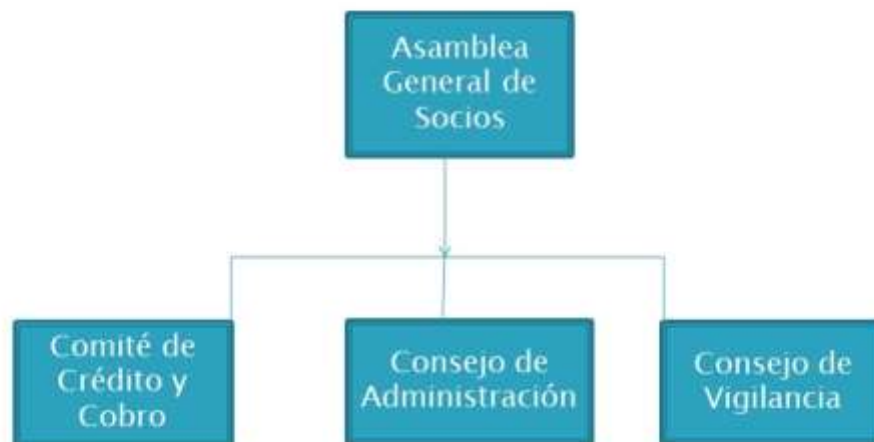 Asamblea
General de
Socios
Comité de
Crédito y
Cobro
Consejo de
Administración
Consejo de
Vigilancia